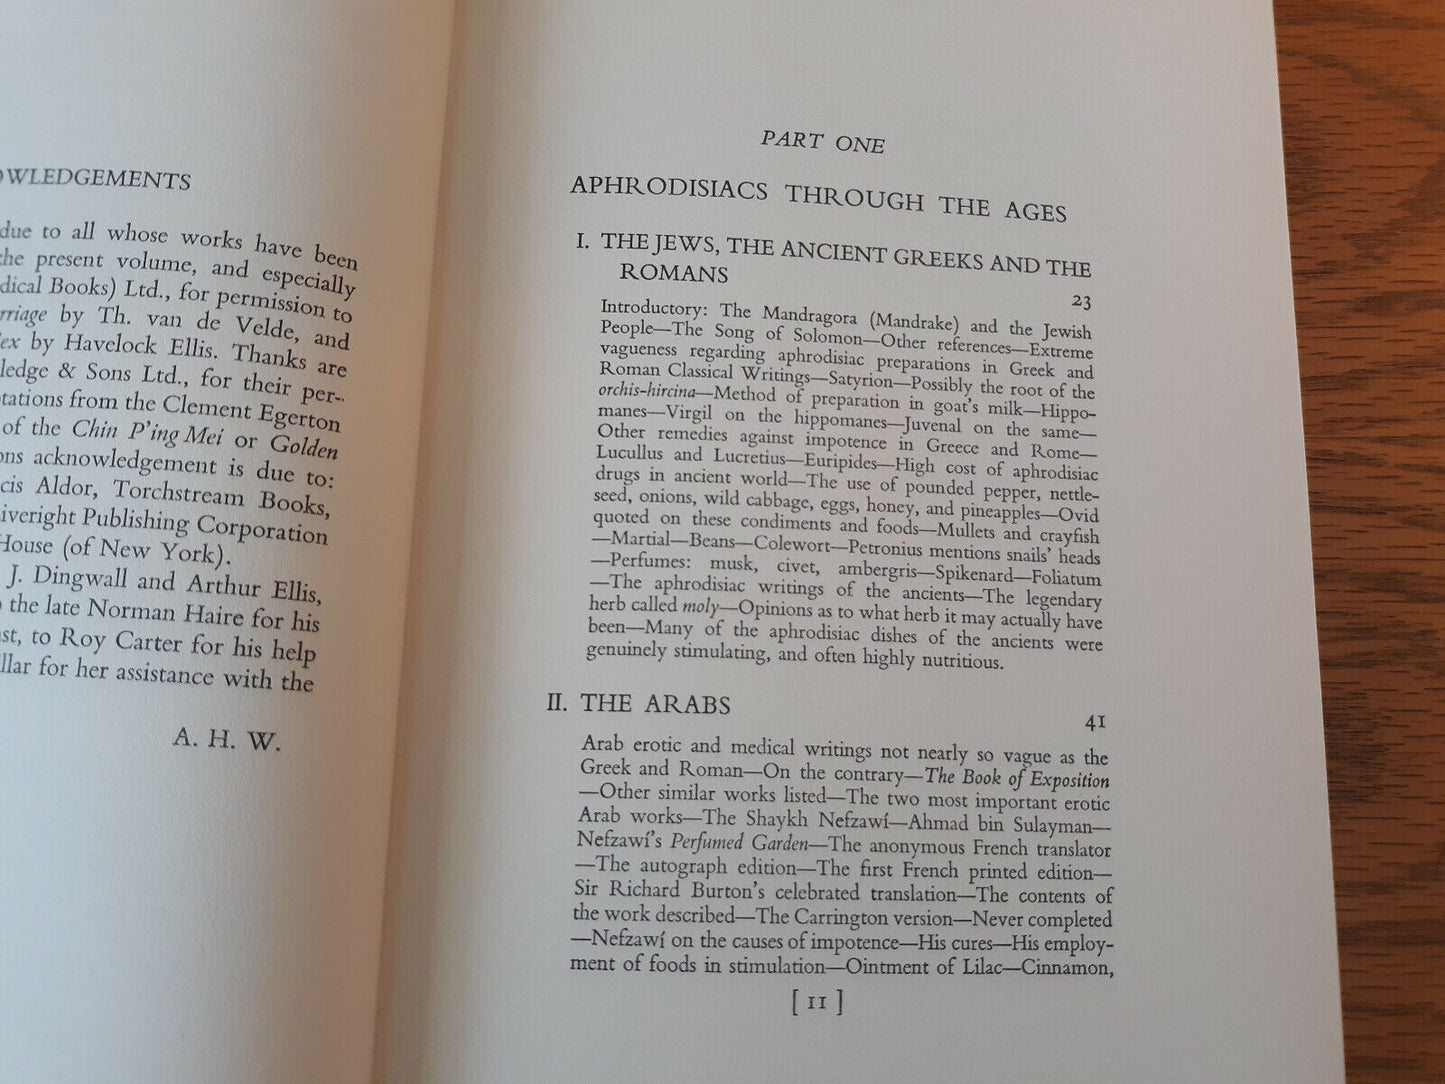 WLEDGEMENTS
due to all whose works have been
the present volume, and especially
dical Books) Ltd., for permission to
rriage by Th. van de Velde, and
ex by Havelock Ellis. Thanks are
ledge & Sons Ltd., for their per-
tations from the Clement Egerton
of the Chin P'ing Mei or Golden
ons acknowledgement is due to:
cis Aldor, Torchstream Books,
iveright Publishing Corporation
House (of New York).
J. Dingwall and Arthur Ellis,
the late Norman Haire for his
st, to Roy Carter for his help
llar for her assistance with the
A. H. W.
PART ONE
APHRODISIACS THROUGH THE AGES
I. THE JEWS, THE ANCIENT GREEKS AND THE
ROMANS 23
Introductory: The Mandragora (Mandrake) and the Jewish
People—The Song of Solomon—Other references—Extreme
vagueness regarding aphrodisiac preparations in Greek and
Roman Classical Writings—Satyrion—Possibly the root of the
orchis-hircina—Method of preparation in goat's milk—Hippo-
manes—Virgil on the hippomanes—Juvenal on the same—
Other remedies against impotence in Greece and Rome—
Lucullus and Lucretius—Euripides—High cost of aphrodisiac
drugs in ancient world—The use of pounded pepper, nettle-
seed, onions, wild cabbage, eggs, honey, and pineapples—Ovid
quoted on these condiments and foods—Mullets and crayfish
—Martial—Beans—Colewort—Petronius mentions snails' heads
—Perfumes: musk, civet, ambergris—Spikenard—Foliatum
—The aphrodisiac writings of the ancients—The legendary
herb called moly—Opinions as to what herb it may actually have
been—Many of the aphrodisiac dishes of the ancients were
genuinely stimulating, and often highly nutritious.
II. THE ARABS 41
Arab erotic and medical writings not nearly so vague as the
Greek and Roman—On the contrary—The Book of Exposition
—Other similar works listed—The two most important erotic
Arab works—The Shaykh Nefzawí—Ahmad bin Sulayman—
Nefzawí's Perfumed Garden—The anonymous French translator
—The autograph edition—The first French printed edition—
Sir Richard Burton's celebrated translation—The contents of
the work described—The Carrington version—Never completed
—Nefzawí on the causes of impotence—His cures—His employ-
ment of foods in stimulation—Ointment of Lilac—Cinnamon,
[ 11 ]